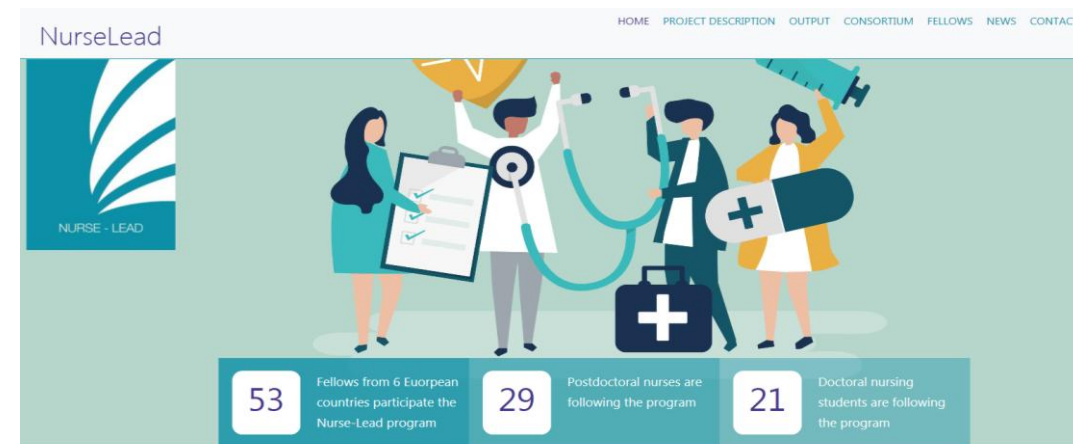 NurseLead
HOME PROJECT DESCRIPTION OUTPUT CONSORTIUM FELLOWS NEWS CONTAC
NURSE - LEAD
53
Fellows from 6 Euorpean
countries participate the
Nurse-Lead program
29
Postdoctoral nurses are
following the program
21
Doctoral nursing
students are following
the program